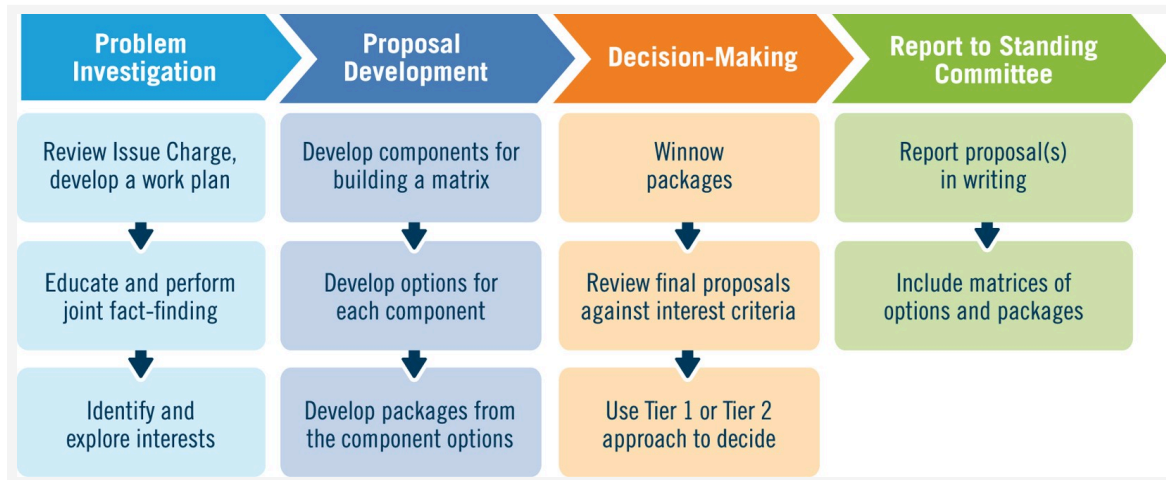 Problem
Investigation
Proposal
Development
Decision-Making
Report to Standing
Committee
Review Issue Charge,
develop a work plan
Educate and perform
joint fact-finding
Identify and
explore interests
Develop components for
building a matrix
Develop options for
each component
Develop packages from
the component options
Winnow
packages
Review final proposals
against interest criteria
Use Tier 1 or Tier 2
approach to decide
Report proposal(s)
in writing
Include matrices of
options and packages